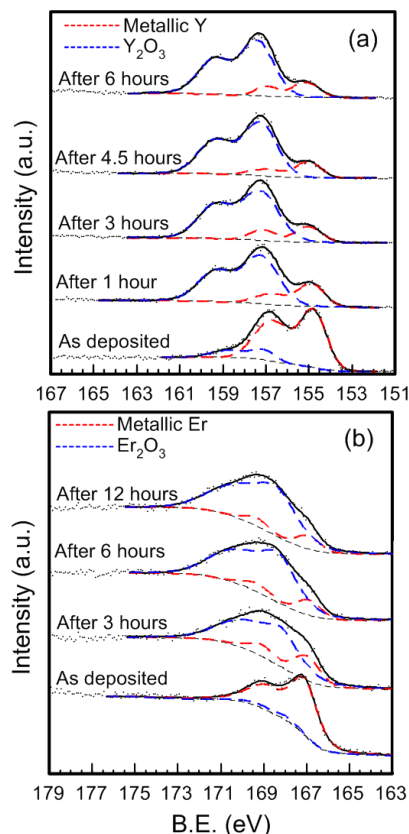 Metallic Y
Y2O3
(a)
After 6 hours
After 4.5 hours
After 3 hours
After 1 hour
As deposited
Intensity (a.u.)
167 165 163 161 159 157 155 153 151
Metallic Er
Er2O3
(b)
After 12 hours
After 6 hours
After 3 hours
As deposited
Intensity (a.u.)
179 177 175 173 171 169 167 165 163
B.E. (eV)